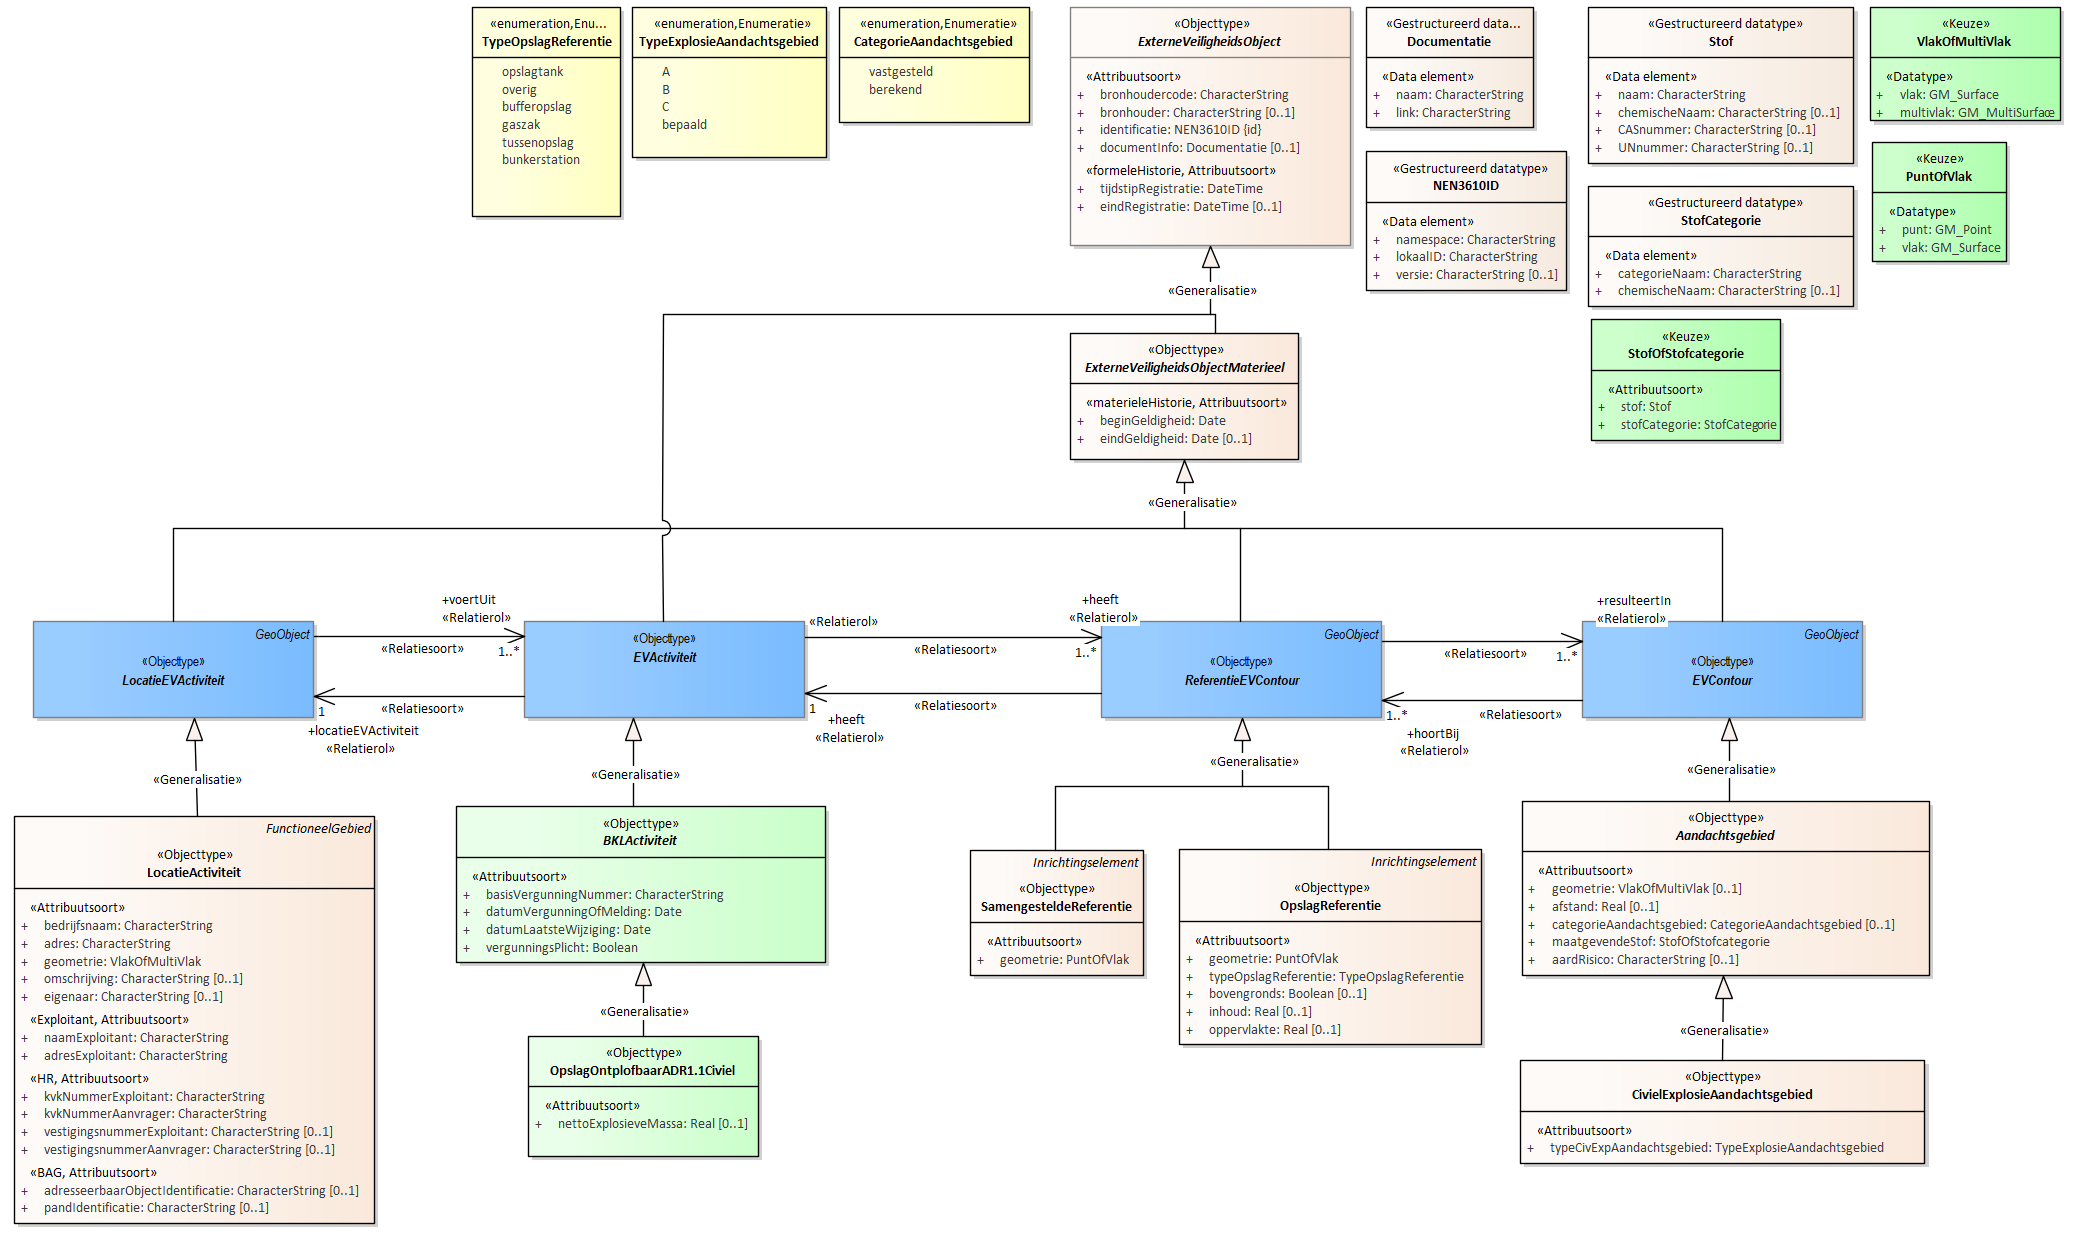 «enumeration,Enu...
TypeOpslagReferentie
opslagtank
overig
bufferopslag
gaszak
tussenopslag
bunkerstation
«enumeration,Enumeratie»
TypeExplosieAandachtsgebied
A
B
C
bepaald
«enumeration,Enumeratie»
CategorieAandachtsgebied
vastgesteld
berekend
«Objecttype»
ExterneVeiligheidsObject
«Attribuutsoort»
+ bronhoudercode: CharacterString
+ bronhouder: CharacterString [0..1]
+ identificatie: NEN3610ID {id}
+ documentInfo: Documentatie [0..1]
«formeleHistorie, Attribuutsoort»
+ tijdstipRegistratie: DateTime
+ eindRegistratie: DateTime [0..1]
«Gestructureerd data...
Documentatie
«Data element»
+ naam: CharacterString
+ link: CharacterString
«Gestructureerd datatype»
NEN3610ID
«Data element»
+ namespace: CharacterString
+ lokaalID: CharacterString
+ versie: CharacterString [0..1]
«Gestructureerd datatype»
Stof
«Data element»
+ naam: CharacterString
+ chemischeNaam: CharacterString [0..1]
+ CASnummer: CharacterString [0..1]
+ UNnummer: CharacterString [0..1]
«Gestructureerd datatype»
StofCategorie
«Data element»
+ categorieNaam: CharacterString
+ chemischeNaam: CharacterString [0..1]
«Keuze»
StofOfStofcategorie
«Attribuutsoort»
+ stof: Stof
+ stofCategorie: StofCategorie
«Keuze»
VlakOfMultiVlak
«Datatype»
+ vlak: GM_Surface
+ multivlak: GM_MultiSurface
«Keuze»
PuntOfVlak
«Datatype»
+ punt: GM_Point
+ vlak: GM_Surface
«Generalisatie»
«Objecttype»
ExterneVeiligheidsObjectMaterieel
«materieleHistorie, Attribuutsoort»
+ beginGeldigheid: Date
+ eindGeldigheid: Date [0..1]
«Generalisatie»
GeoObject
«Objecttype»
LocatieEVActiviteit
+voertUit
«Relatierol»
«Relatiesoort»
1..*
«Relatiesoort»
1
+locatieEVActiviteit
«Relatierol»
«Objecttype»
EVActiviteit
«Relatierol»
+heeft
«Relatierol»
«Relatiesoort»
1..*
«Relatiesoort»
1
+heeft
«Relatierol»
GeoObject
«Objecttype»
ReferentieEVContour
+resulteertIn
«Relatierol»
«Relatiesoort»
1..*
«Relatiesoort»
1..*
+hoortBij
«Relatierol»
GeoObject
«Objecttype»
EVContour
«Generalisatie»
«Generalisatie»
«Generalisatie»
«Generalisatie»
FunctioneelGebied
«Objecttype»
LocatieActiviteit
«Attribuutsoort»
+ bedrijfsnaam: CharacterString
+ adres: CharacterString
+ geometrie: VlakOfMultiVlak
+ omschrijving: CharacterString [0..1]
+ eigenaar: CharacterString [0..1]
«Exploitant, Attribuutsoort»
+ naamExploitant: CharacterString
+ adresExploitant: CharacterString
«HR, Attribuutsoort»
+ kvkNummerExploitant: CharacterString
+ kvkNummerAanvrager: CharacterString
+ vestigingsnummerExploitant: CharacterString [0..1]
+ vestigingsnummerAanvrager: CharacterString [0..1]
«BAG, Attribuutsoort»
+ adresseerbaarObjectIdentificatie: CharacterString [0..1]
+ pandIdentificatie: CharacterString [0..1]
«Objecttype»
BKLActiviteit
«Attribuutsoort»
+ basisVergunningNummer: CharacterString
+ datumVergunningOfMelding: Date
+ datumLaatsteWijziging: Date
+ vergunningsPlicht: Boolean
«Generalisatie»
«Objecttype»
OpslagOntplofbaarADR1.1Civiel
«Attribuutsoort»
+ nettoExplosieveMassa: Real [0..1]
Inrichtingselement
«Objecttype»
SamengesteldeReferentie
«Attribuutsoort»
+ geometrie: PuntOfVlak
Inrichtingselement
«Objecttype»
OpslagReferentie
«Attribuutsoort»
+ geometrie: PuntOfVlak
+ typeOpslagReferentie: TypeOpslagReferentie
+ bovengronds: Boolean [0..1]
+ inhoud: Real [0..1]
+ oppervlakte: Real [0..1]
«Objecttype»
Aandachtsgebied
«Attribuutsoort»
+ geometrie: VlakOfMultiVlak [0..1]
+ afstand: Real [0..1]
+ categorieAandachtsgebied: CategorieAandachtsgebied [0..1]
+ maatgevendeStof: StofOfStofcategorie
+ aardRisico: CharacterString [0..1]
«Generalisatie»
«Objecttype»
CivielExplosieAandachtsgebied
«Attribuutsoort»
+ typeCivExpAandachtsgebied: TypeExplosieAandachtsgebied